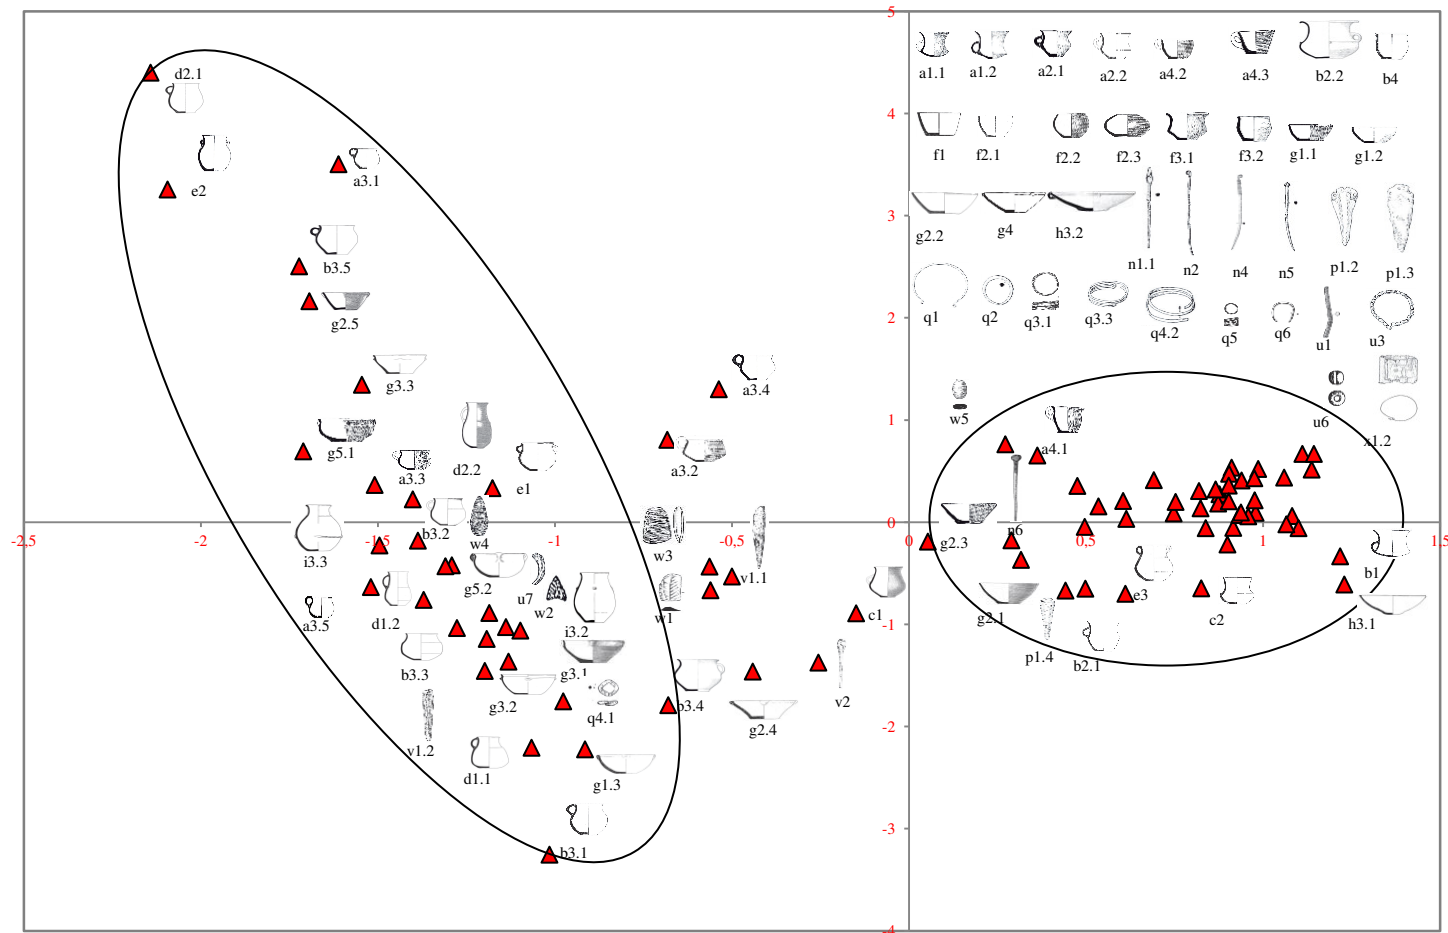 5
a1.1 a1.2 a2.1 a2.2 a4.2 a4.3 b2.2 b4
d2.1
4
f1 f2.1 f2.2 f2.3 f3.1 f3.2 g1.1 g1.2
e2 a3.1
3
g2.2 g4 h3.2 n1.1 n2 n4 n5 p1.2 p1.3
b3.5
g2.5
2
q1 q2 q3.1 q3.3 q4.2 q5 q6 u1 u3
g3.3 a3.4
1
w5 u6 x1.2
g5.1 a3.3 d2.2 e1 a3.2 a4.1
0
b3.2 w4 w3 g2.3 n6
-2,5 -2 -1,5 -1 -0,5 0 0,5 1 1,5
i3.3 g5.2 u7 w2 v1.1 b1
a3.5 d1.2 i3.2 w1 c1 g2.1 e3 c2 h3.1
-1
b3.3 g3.1 p1.4 b2.1
g3.2 q4.1 b3.4 v2
g2.4
-2
v1.2 d1.1 g1.3
-3
b3.1
-4